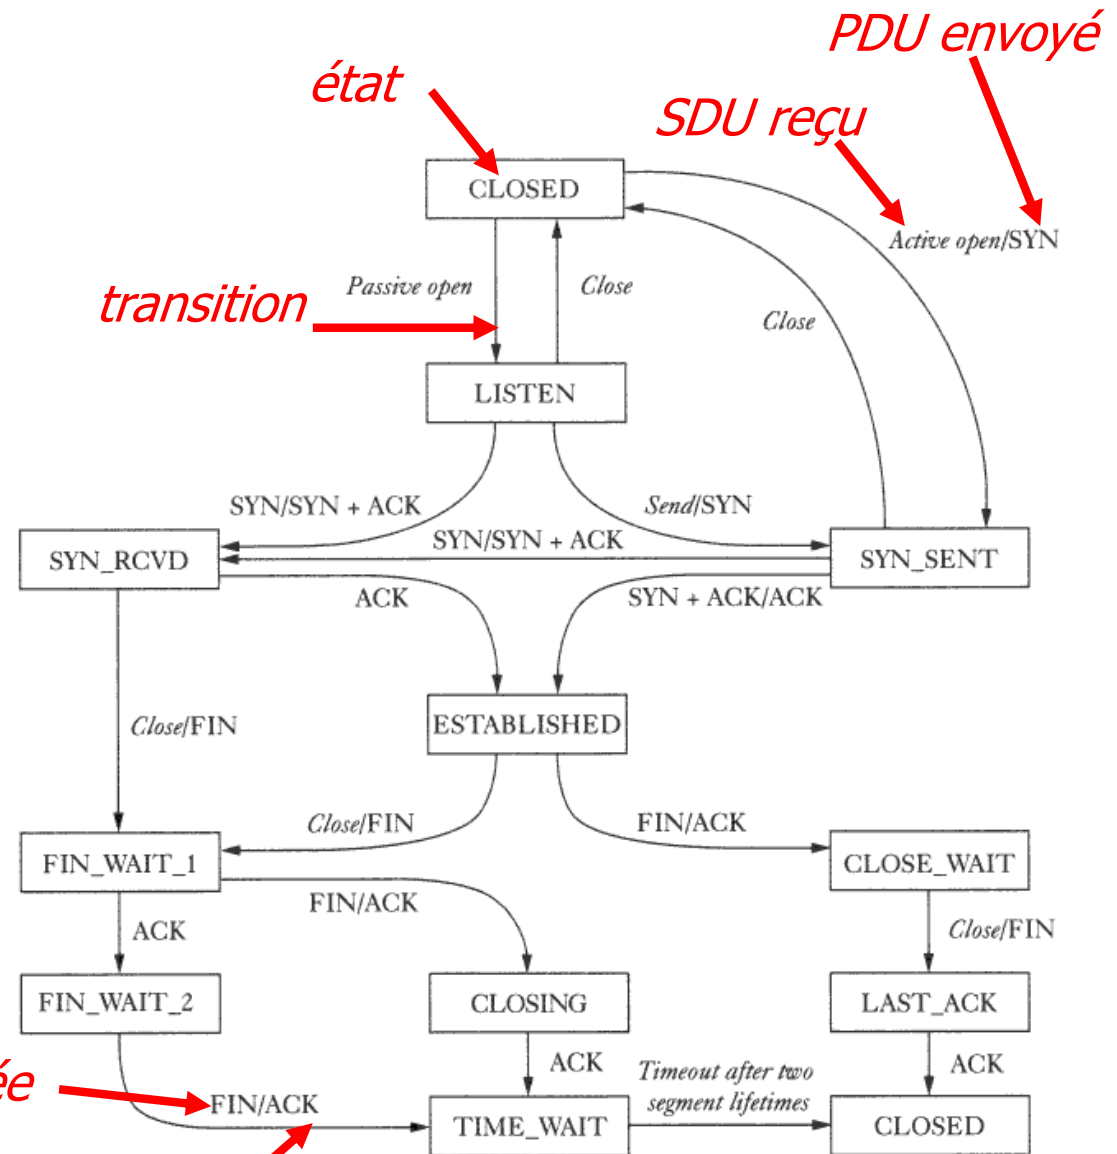 PDU envoyé
état
SDU reçu
CLOSED
Active open/SYN
Passive open
Close
transition
Close
LISTEN
SYN/SYN + ACK
Send/SYN
SYN/SYN + ACK
SYN_RCVD
SYN_SENT
ACK
SYN + ACK/ACK
ESTABLISHED
Close/FIN
Close/FIN
FIN/ACK
FIN_WAIT_1
CLOSE_WAIT
FIN/ACK
ACK
Close/FIN
FIN_WAIT_2
CLOSING
LAST_ACK
ACK
Timeout after two
segment lifetimes
ACK
FIN/ACK
TIME_WAIT
CLOSED